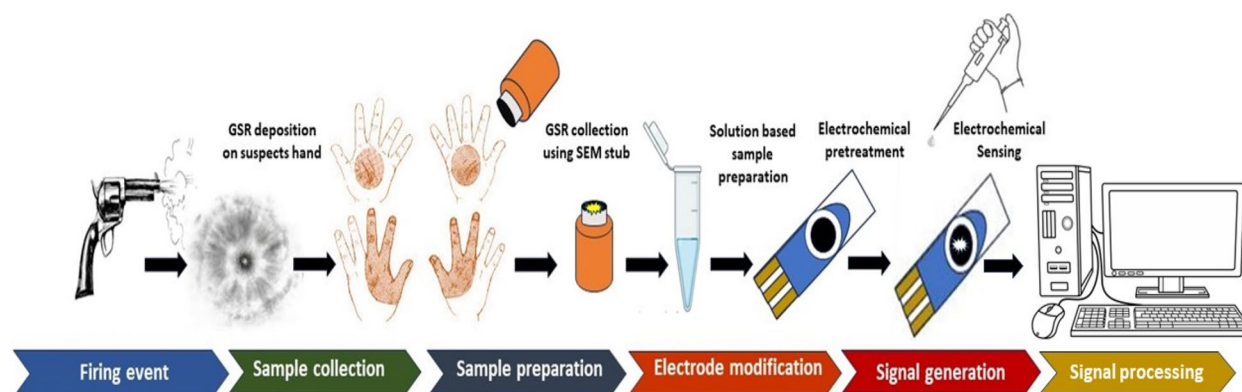 GSR deposition
on suspects hand
GSR collection
using SEM stub
Solution based
sample
preparation
Electrochemical
pretreatment
Electrochemical
Sensing
Firing event
Sample collection
Sample preparation
Electrode modification
Signal generation
Signal processing